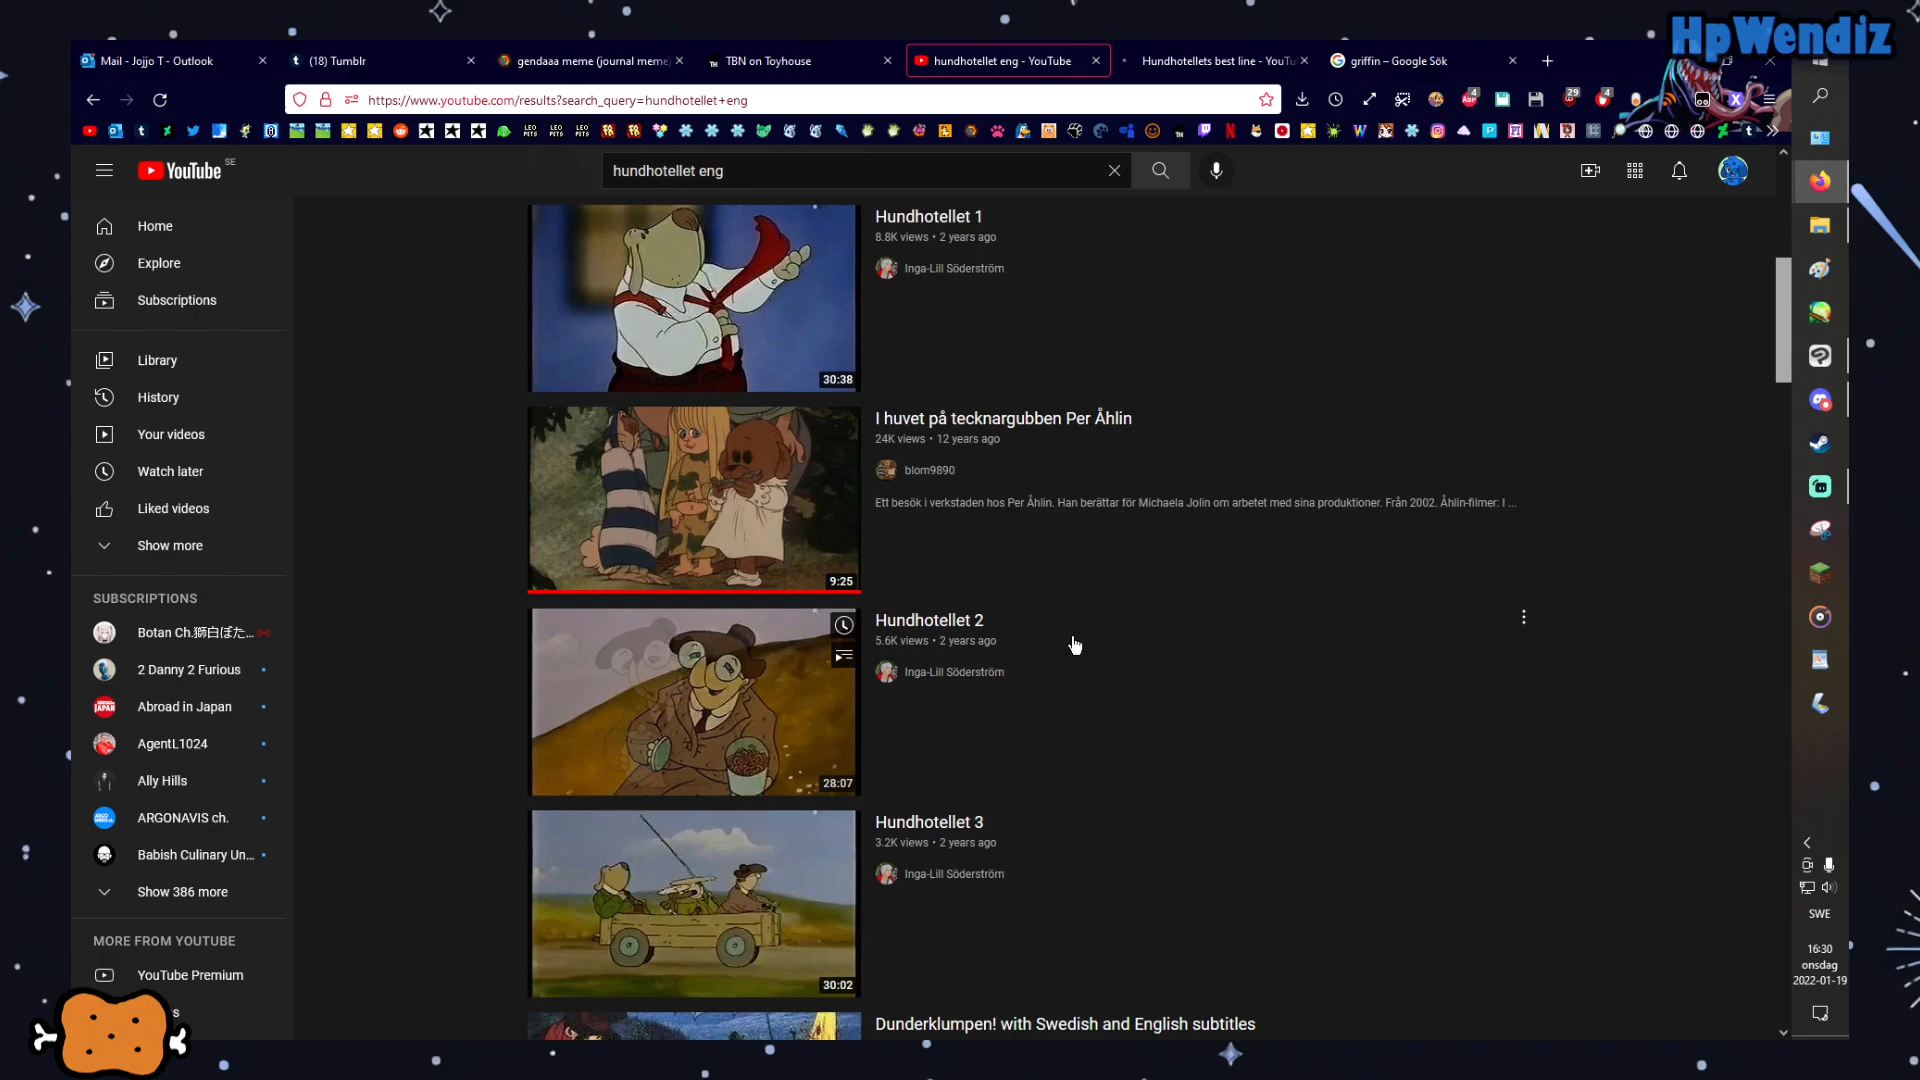 HpWendiz
Mail - Jojjo T - Outlook
(18) Tumblr
gendaaa meme (journal meme
TBN on Toyhouse
hundhotellet eng - YouTube
Hundhotellets best line - YouTu
griffin – Google Sök
https://www.youtube.com/results?search_query=hundhotellet+eng
YouTube SE
hundhotellet eng
Home
Explore
Subscriptions
Library
History
Your videos
Watch later
Liked videos
Show more
SUBSCRIPTIONS
Botan Ch.獅白ぼた...
2 Danny 2 Furious
Abroad in Japan
AgentL1024
Ally Hills
ARGONAVIS ch.
Babish Culinary Un...
Show 386 more
MORE FROM YOUTUBE
YouTube Premium
Hundhotellet 1
8.8K views • 2 years ago
Inga-Lill Söderström
30:38
I huvet på tecknargubben Per Åhlin
24K views • 12 years ago
blom9890
Ett besök i verkstaden hos Per Åhlin. Han berättar för Michaela Jolin om arbetet med sina produktioner. Från 2002. Åhlin-filmer: I ...
9:25
Hundhotellet 2
5.6K views • 2 years ago
Inga-Lill Söderström
28:07
Hundhotellet 3
3.2K views • 2 years ago
Inga-Lill Söderström
30:02
Dunderklumpen! with Swedish and English subtitles
SWE
16:30
onsdag
2022-01-19